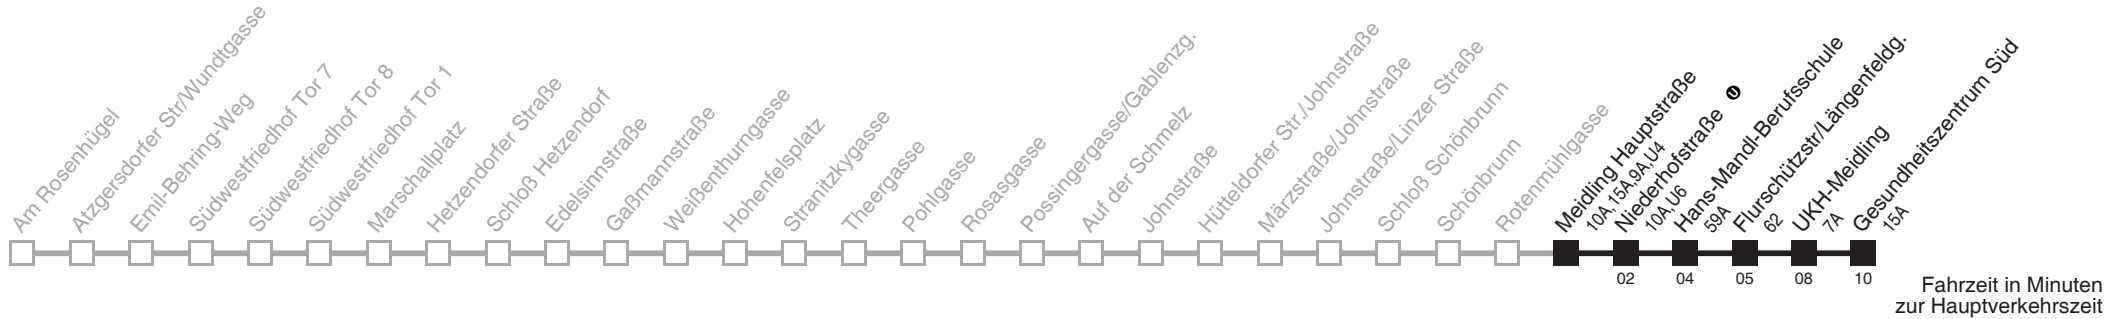 Am Rosenhügel
Atzgersdorfer Str/Wundtgasse
Emil-Behring-Weg
Südwestfriedhof Tor 7
Südwestfriedhof Tor 8
Südwestfriedhof Tor 1
Marschallplatz
Hetzendorfer Straße
Schloß Hetzendorf
Edelsinnstraße
Gaßmannstraße
Weißenthurngasse
Hohenfelsplatz
Stranitzkygasse
Theergasse
Pohlgasse
Rosasgasse
Possingergasse/Gablenzg.
Auf der Schmelz
Johnstraße
Hütteldorfer Str./Johnstraße
Märzstraße/Johnstraße
Johnstraße/Linzer Straße
Schloß Schönbrunn
Schönbrunn
Rotenmühlgasse
Meidling Hauptstraße
10A,15A,9A,U4
Niederhofstraße U
10A,U6
Hans-Mandl-Berufsschule
59A
Flurschützstr/Längenfeldg.
62
UKH-Meidling
7A
Gesundheitszentrum Süd
15A
02 04 05 08 10
Fahrzeit in Minuten
zur Hauptverkehrszeit